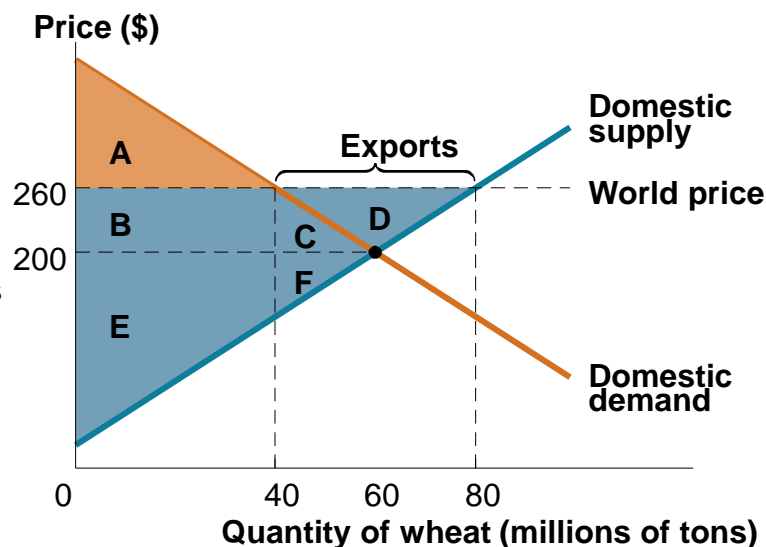 Price ($)
Domestic
supply
Exports
A
260
World price
B
D
C
200
F
s
E
Domestic
demand
0
40
60
80
Quantity of wheat (millions of tons)